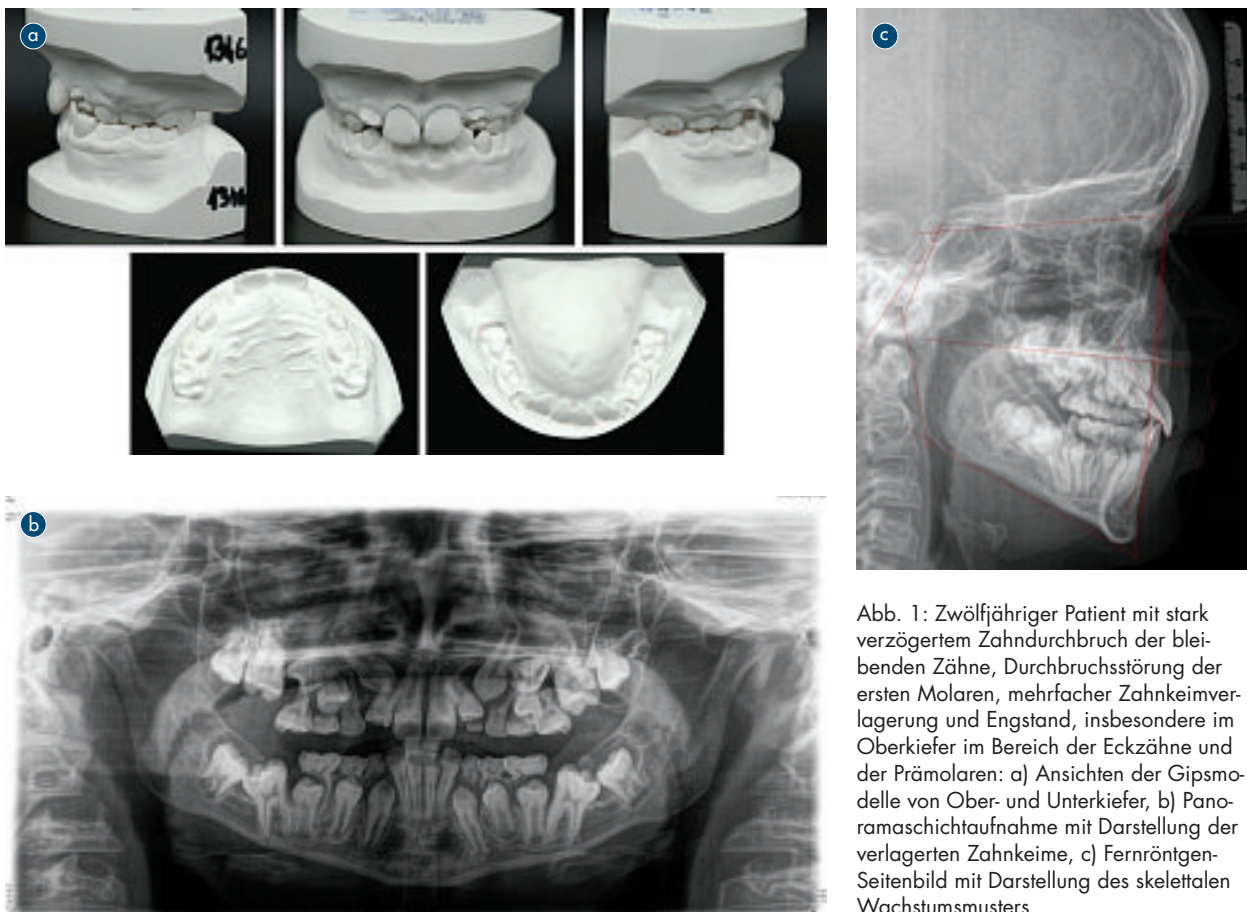 a
1346
1346
b
c
Abb. 1: Zwölfjähriger Patient mit stark
verzögertem Zahndurchbruch der blei-
benden Zähne, Durchbruchsstörung der
ersten Molaren, mehrfacher Zahnkeimver-
lagerung und Engstand, insbesondere im
Oberkiefer im Bereich der Eckzähne und
der Prämolaren: a) Ansichten der Gipsmo-
delle von Ober- und Unterkiefer, b) Pano-
ramaschichtaufnahme mit Darstellung der
verlagerten Zahnkeime, c) Fernröntgen-
Seitenbild mit Darstellung des skelettalen
Wachstumsmusters